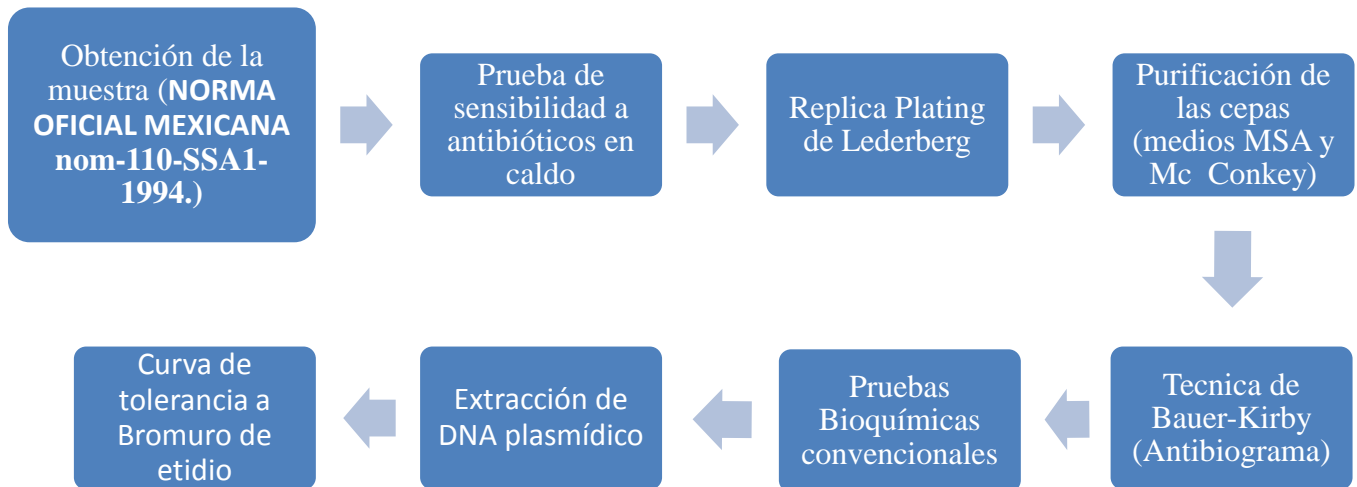 Obtención de la
muestra (NORMA
OFICIAL MEXICANA
nom-110-SSA1-
1994.)
Prueba de
sensibilidad a
antibióticos en
caldo
Replica Plating
de Lederberg
Purificación de
las cepas
(medios MSA y
Mc Conkey)
Tecnica de
Bauer-Kirby
(Antibiograma)
Pruebas
Bioquímicas
convencionales
Extracción de
DNA plasmídico
Curva de
tolerancia a
Bromuro de
etidio